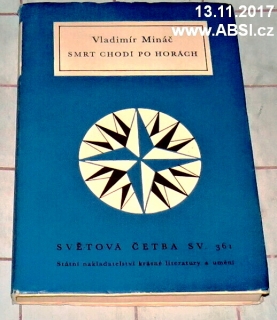 13.11.2017
www.ABSI.cz
Vladimír Mináč
SMRT CHODÍ PO HORÁCH
SVĚTOVÁ ČETBA SV. 361
Státní nakladatelství krásné literatury a umění